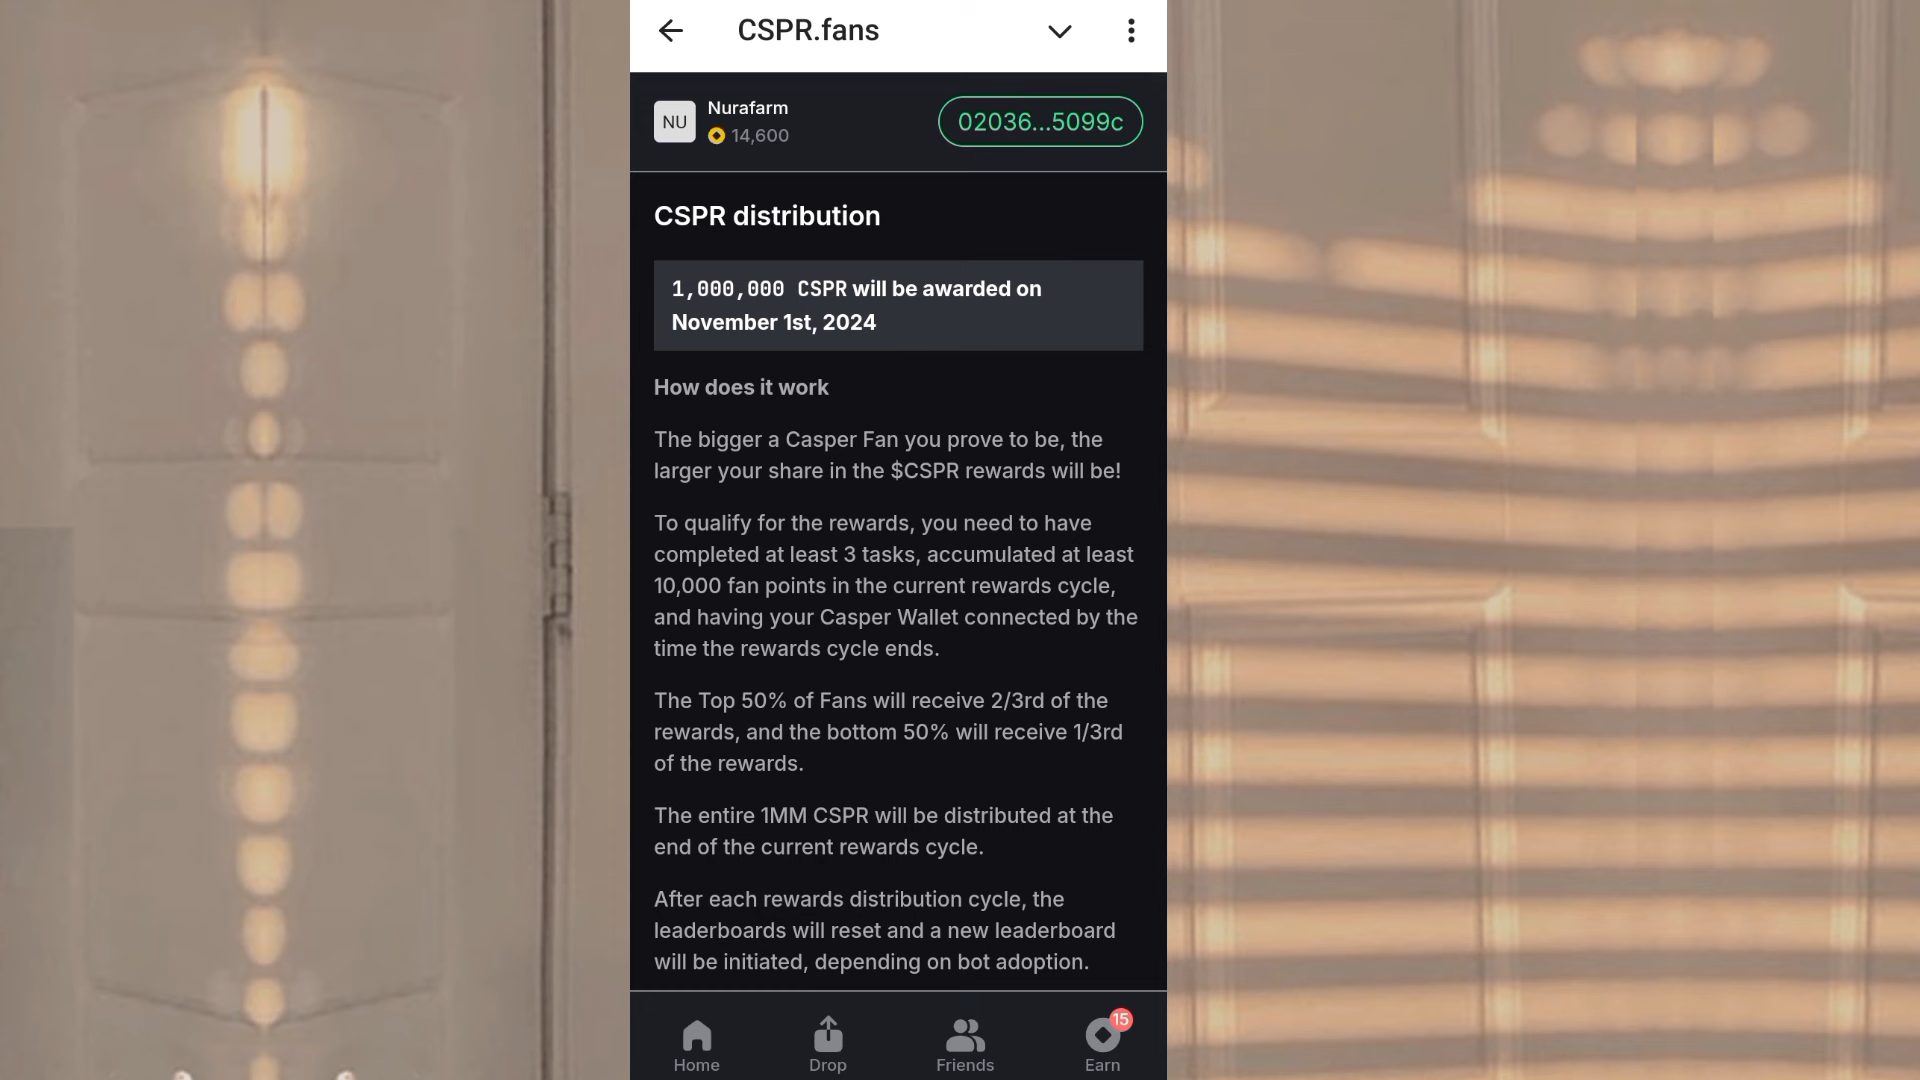 CSPR.fans
NU
Nurafarm
14,600
02036...5099c
CSPR distribution
1,000,000 CSPR will be awarded on
November 1st, 2024
How does it work
The bigger a Casper Fan you prove to be, the
larger your share in the $CSPR rewards will be!
To qualify for the rewards, you need to have
completed at least 3 tasks, accumulated at least
10,000 fan points in the current rewards cycle,
and having your Casper Wallet connected by the
time the rewards cycle ends.
The Top 50% of Fans will receive 2/3rd of the
rewards, and the bottom 50% will receive 1/3rd
of the rewards.
The entire 1MM CSPR will be distributed at the
end of the current rewards cycle.
After each rewards distribution cycle, the
leaderboards will reset and a new leaderboard
will be initiated, depending on bot adoption.
15
Home
Drop
Friends
Earn